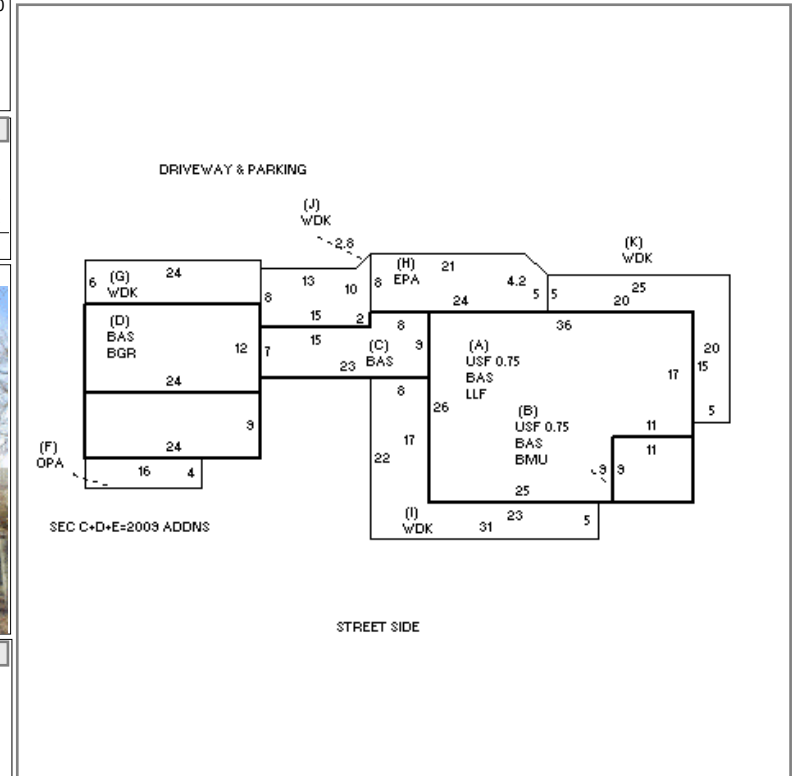 DRIVEWAY & PARKING
(J)
WDK
2.8
(K)
WDK
(G)
WDK
6
24
13
10
8
(H)
EPA
8
21
4.2
24
5
5
25
20
(D)
BAS
BGR
12
24
15
2
8
7
15
23
(C)
BAS
9
8
36
(A)
USF 0.75
BAS
LLF
26
17
20
15
5
(B)
USF 0.75
BAS
BMU
11
11
9
9
25
9
24
(F)
OPA
16
4
17
22
(I)
WDK
31
23
5
SEC C+D+E=2009 ADDNS
STREET SIDE